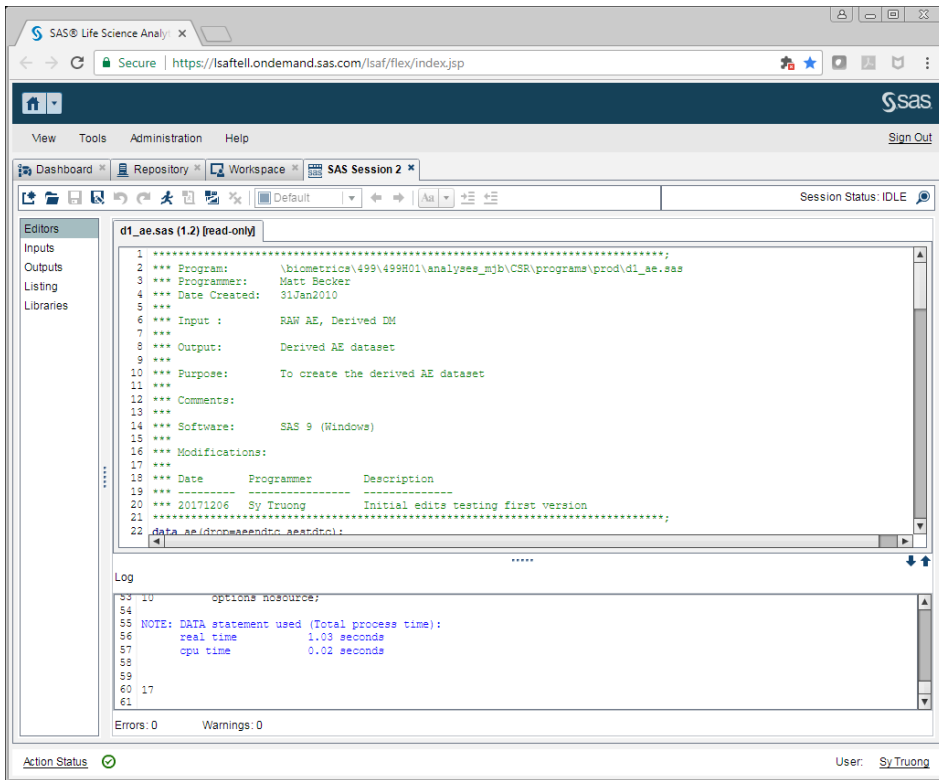 SAS® Life Science Analy
Secure | https://lsaftell.ondemand.sas.com/lsaf/flex/index.jsp
sas
View Tools Administration Help Sign Out
Dashboard Repository Workspace SAS Session 2
Default Aa Session Status: IDLE
Editors
Inputs
Outputs
Listing
Libraries
d1_ae.sas (1.2) [read-only]
1 *******************************************************************************;
2 *** Program: \biometrics\499\499H01\analyses_mjb\CSR\programs\prod\d1_ae.sas
3 *** Programmer: Matt Becker
4 *** Date Created: 31Jan2010
5 ***
6 *** Input : RAW AE, Derived DM
7 ***
8 *** Output: Derived AE dataset
9 ***
10 *** Purpose: To create the derived AE dataset
11 ***
12 *** Comments:
13 ***
14 *** Software: SAS 9 (Windows)
15 ***
16 *** Modifications:
17 ***
18 *** Date Programmer Description
19 *** --------- ---------------- --------------
20 *** 20171206 Sy Truong Initial edits testing first version
21 *******************************************************************************;
22 data ae(drop=aeendtc aestdtc);
Log
53 10 options nosource;
54
55 NOTE: DATA statement used (Total process time):
56 real time 1.03 seconds
57 cpu time 0.02 seconds
58
59
60 17
61
Errors: 0 Warnings: 0
Action Status User: Sy Truong